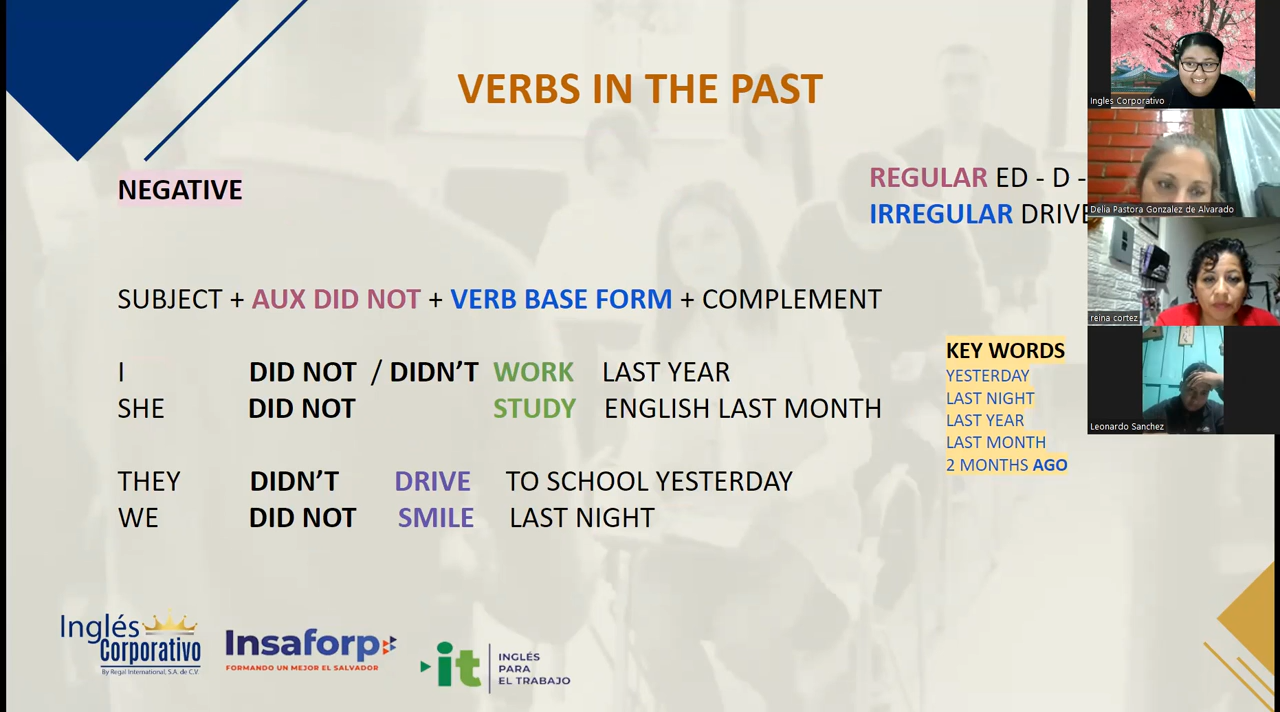 VERBS IN THE PAST
NEGATIVE
REGULAR ED - D -
IRREGULAR DRIVE
SUBJECT + AUX DID NOT + VERB BASE FORM + COMPLEMENT
I DID NOT / DIDN'T WORK LAST YEAR
SHE DID NOT STUDY ENGLISH LAST MONTH
THEY DIDN'T DRIVE TO SCHOOL YESTERDAY
WE DID NOT SMILE LAST NIGHT
KEY WORDS
YESTERDAY
LAST NIGHT
LAST YEAR
LAST MONTH
2 MONTHS AGO
Ingles Corporativo
Delia Pastora Gonzalez de Alvarado
reina cortez
Leonardo Sanchez
Inglés
Corporativo
By Regal International, S.A. de C.V.
Insaforp
FORMANDO UN MEJOR EL SALVADOR
it
INGLÉS
PARA
EL TRABAJO